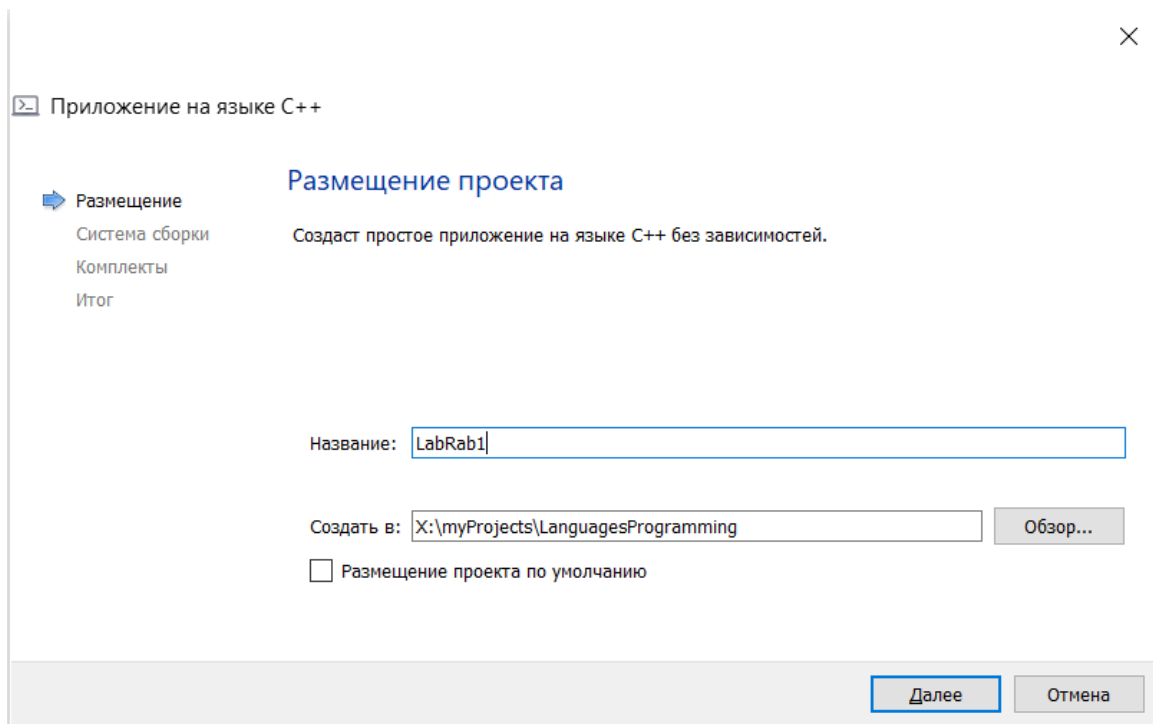 Приложение на языке C++
Размещение
Система сборки
Комплекты
Итог
Размещение проекта
Создаст простое приложение на языке C++ без зависимостей.
Название: LabRab1
Создать в: X:\myProjects\LanguagesProgramming Обзор...
Размещение проекта по умолчанию
Далее Отмена